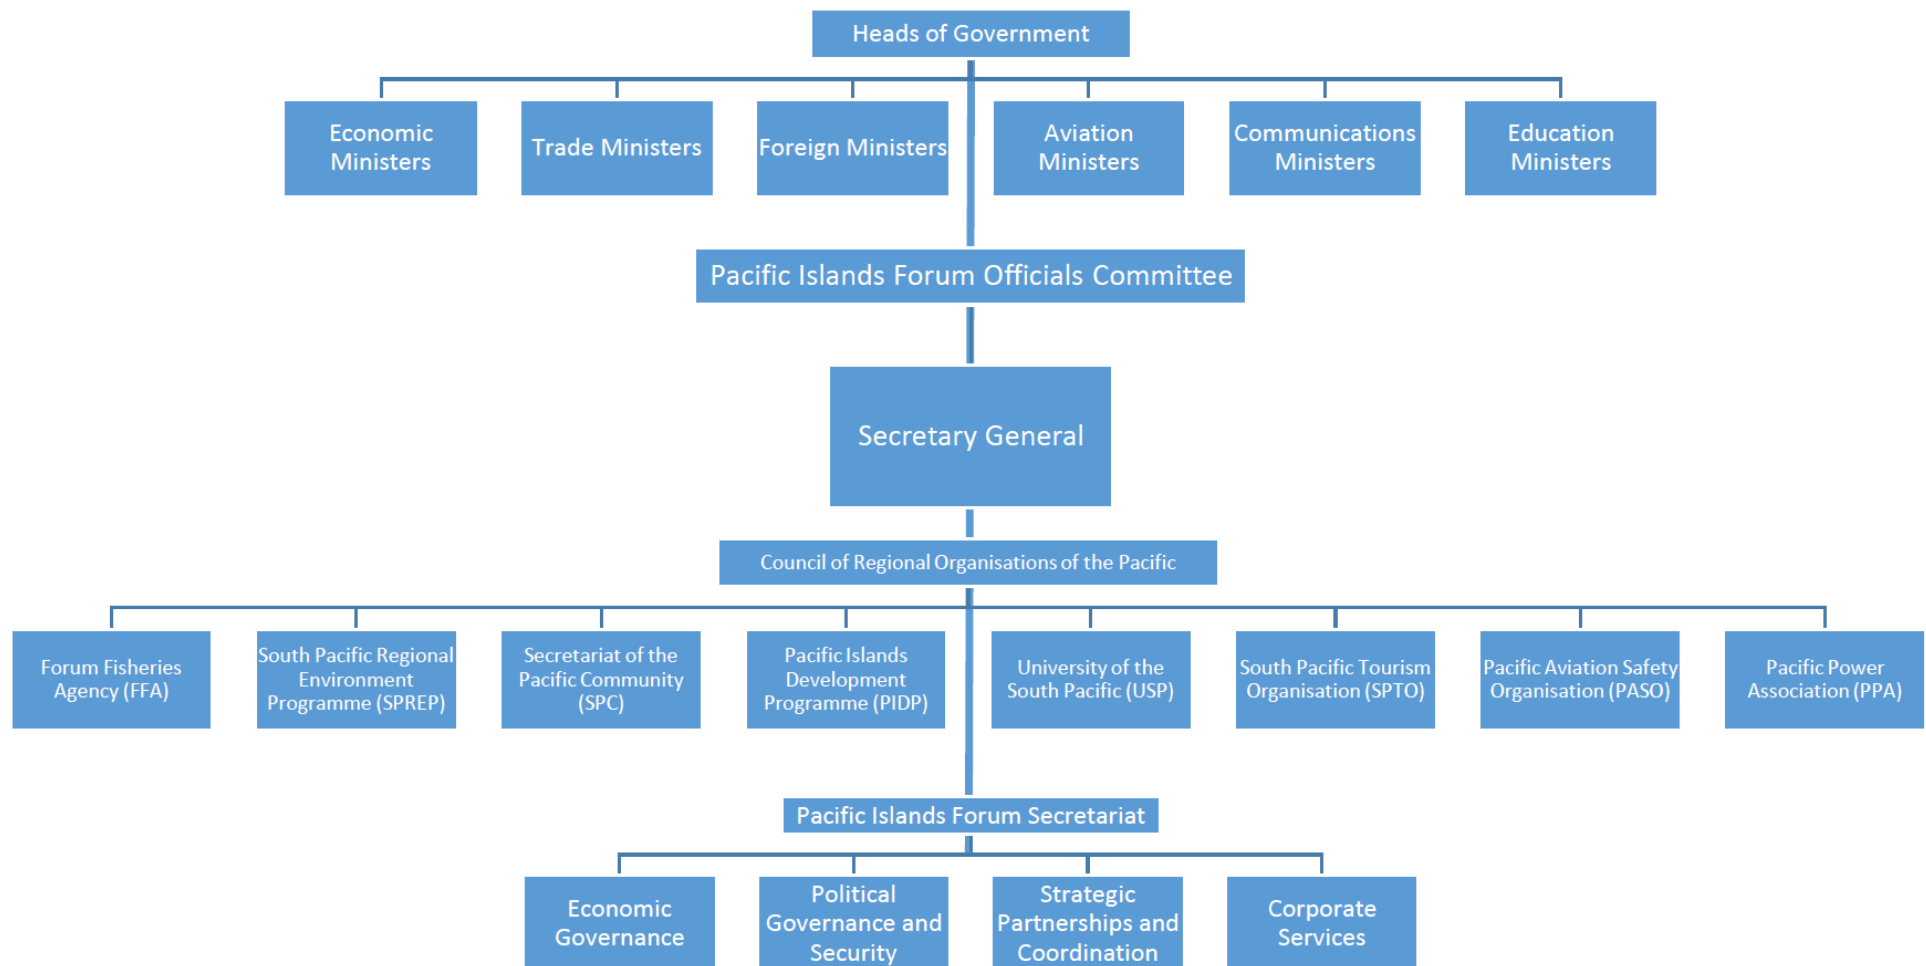 Heads of Government
Economic
Ministers
Trade Ministers
Foreign Ministers
Aviation
Ministers
Communications
Ministers
Education
Ministers
Pacific Islands Forum Officials Committee
Secretary General
Council of Regional Organisations of the Pacific
Forum Fisheries
Agency (FFA)
South Pacific Regional
Environment
Programme (SPREP)
Secretariat of the
Pacific Community
(SPC)
Pacific Islands
Development
Programme (PIDP)
University of the
South Pacific (USP)
South Pacific Tourism
Organisation (SPTO)
Pacific Aviation Safety
Organisation (PASO)
Pacific Power
Association (PPA)
Pacific Islands Forum Secretariat
Economic
Governance
Political
Governance and
Security
Strategic
Partnerships and
Coordination
Corporate
Services